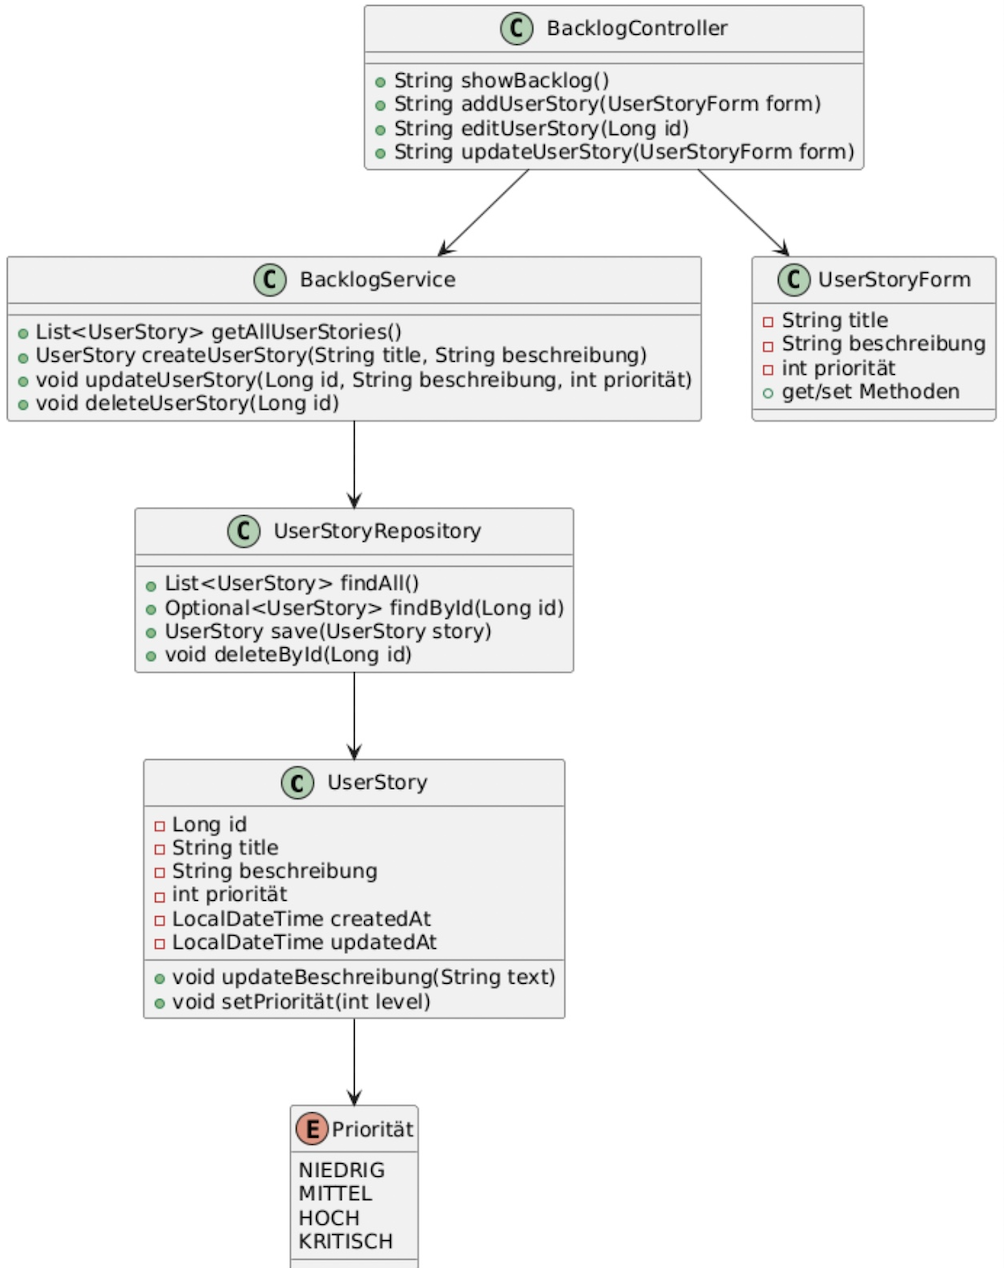 C BacklogController
String showBacklog()
String addUserStory(UserStoryForm form)
String editUserStory(Long id)
String updateUserStory(UserStoryForm form)
C BacklogService
List<UserStory> getAllUserStories()
UserStory createUserStory(String title, String beschreibung)
void updateUserStory(Long id, String beschreibung, int priorität)
void deleteUserStory(Long id)
C UserStoryForm
String title
String beschreibung
int priorität
get/set Methoden
C UserStoryRepository
List<UserStory> findAll()
Optional<UserStory> findById(Long id)
UserStory save(UserStory story)
void deleteById(Long id)
C UserStory
Long id
String title
String beschreibung
int priorität
LocalDateTime createdAt
LocalDateTime updatedAt
void updateBeschreibung(String text)
void setPriorität(int level)
E Priorität
NIEDRIG
MITTEL
HOCH
KRITISCH